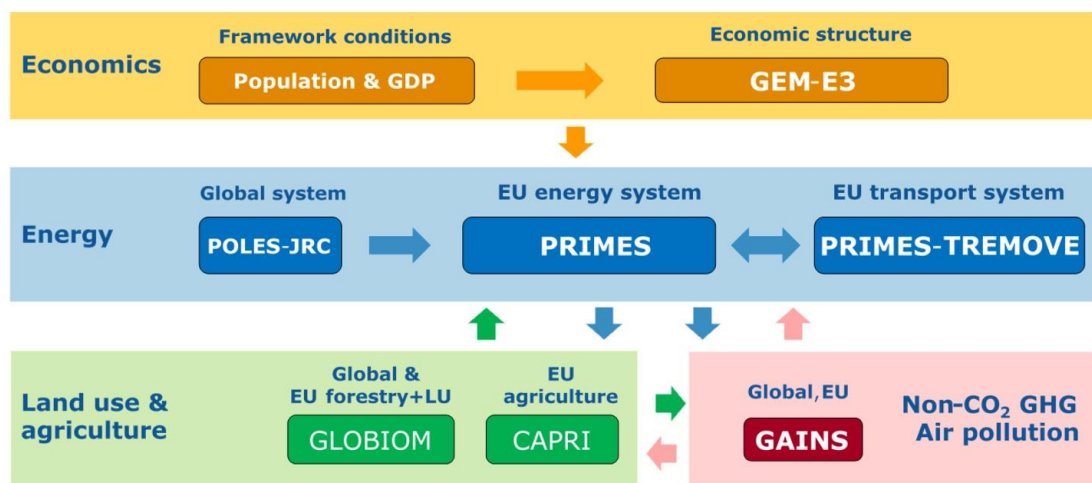 Economics
Framework conditions
Population & GDP
Economic structure
GEM-E3
Energy
Global system
POLES-JRC
EU energy system
PRIMES
EU transport system
PRIMES-TREMOVE
Land use &
agriculture
Global &
EU forestry+LU
GLOBIOM
EU
agriculture
CAPRI
Global, EU
GAINS
Non-CO₂ GHG
Air pollution